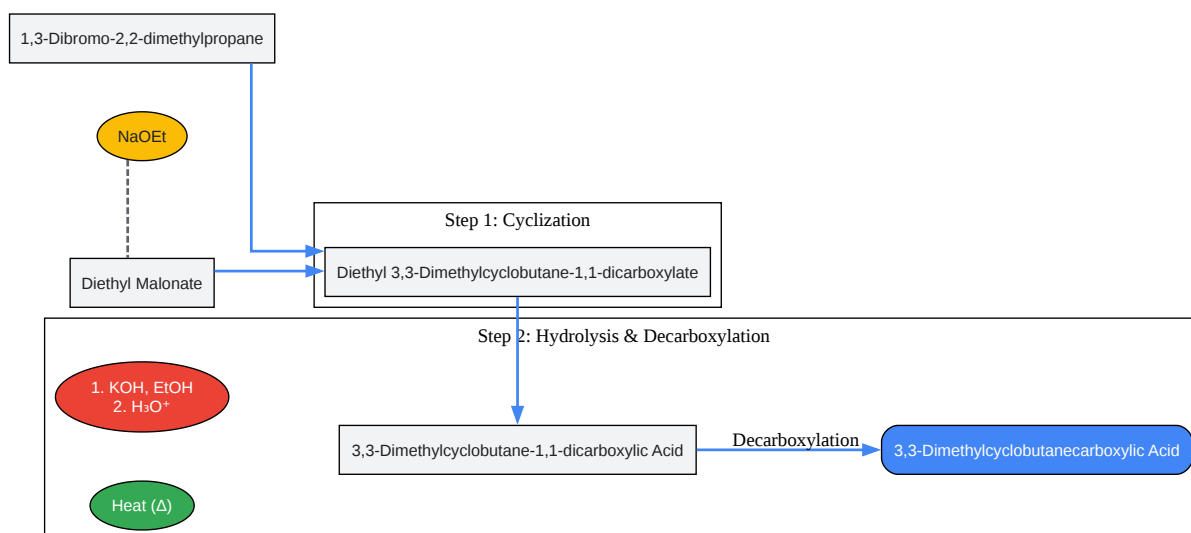 1,3-Dibromo-2,2-dimethylpropane
NaOEt
Step 1: Cyclization
Diethyl Malonate
Diethyl 3,3-Dimethylcyclobutane-1,1-dicarboxylate
Step 2: Hydrolysis & Decarboxylation
1. KOH, EtOH
2. H₃O⁺
3,3-Dimethylcyclobutane-1,1-dicarboxylic Acid
Decarboxylation
3,3-Dimethylcyclobutanecarboxylic Acid
Heat (Δ)